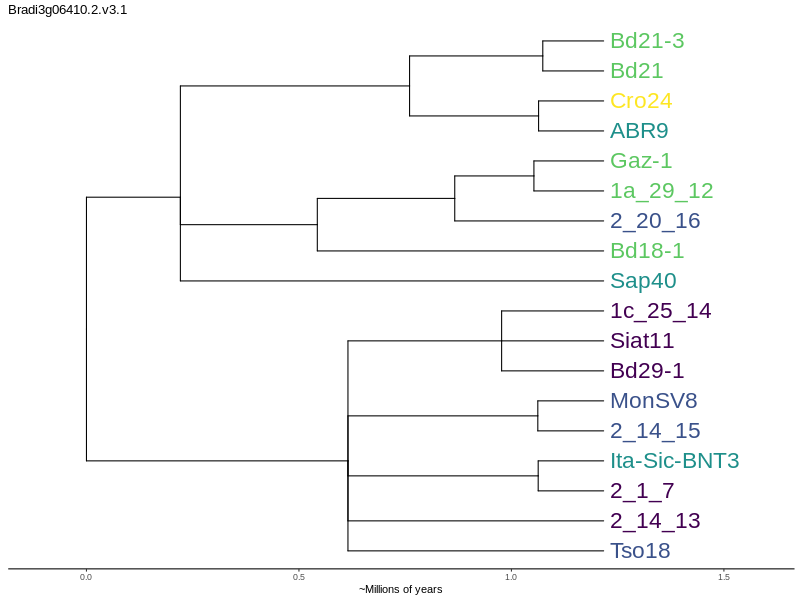 Bradi3g06410.2.v3.1
Bd21-3
Bd21
Cro24
ABR9
Gaz-1
1a_29_12
2_20_16
Bd18-1
Sap40
1c_25_14
Siat11
Bd29-1
MonSV8
2_14_15
Ita-Sic-BNT3
2_1_7
2_14_13
Tso18
0.0 0.5 1.0 1.5
~Millions of years